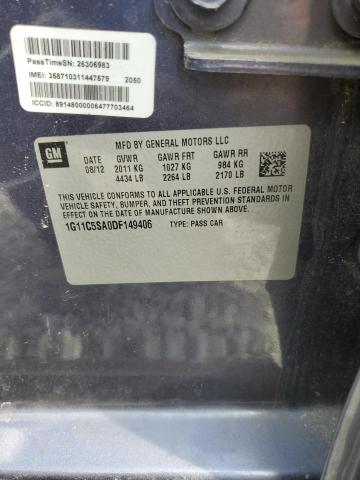 PassTimeSN: 26306983
IMEI: 358710311447579 2050
ICCID: 89148000006477703464
GM
MFD BY GENERAL MOTORS LLC
DATE GVWR GAWR FRT GAWR RR
08/12 2011 KG 1027 KG 984 KG
4434 LB 2264 LB 2170 LB
THIS VEHICLE CONFORMS TO ALL APPLICABLE U.S. FEDERAL MOTOR
VEHICLE SAFETY, BUMPER, AND THEFT PREVENTION STANDARDS IN
EFFECT ON THE DATE OF MANUFACTURE SHOWN ABOVE.
1G11C5SA0DF149406 TYPE: PASS CAR